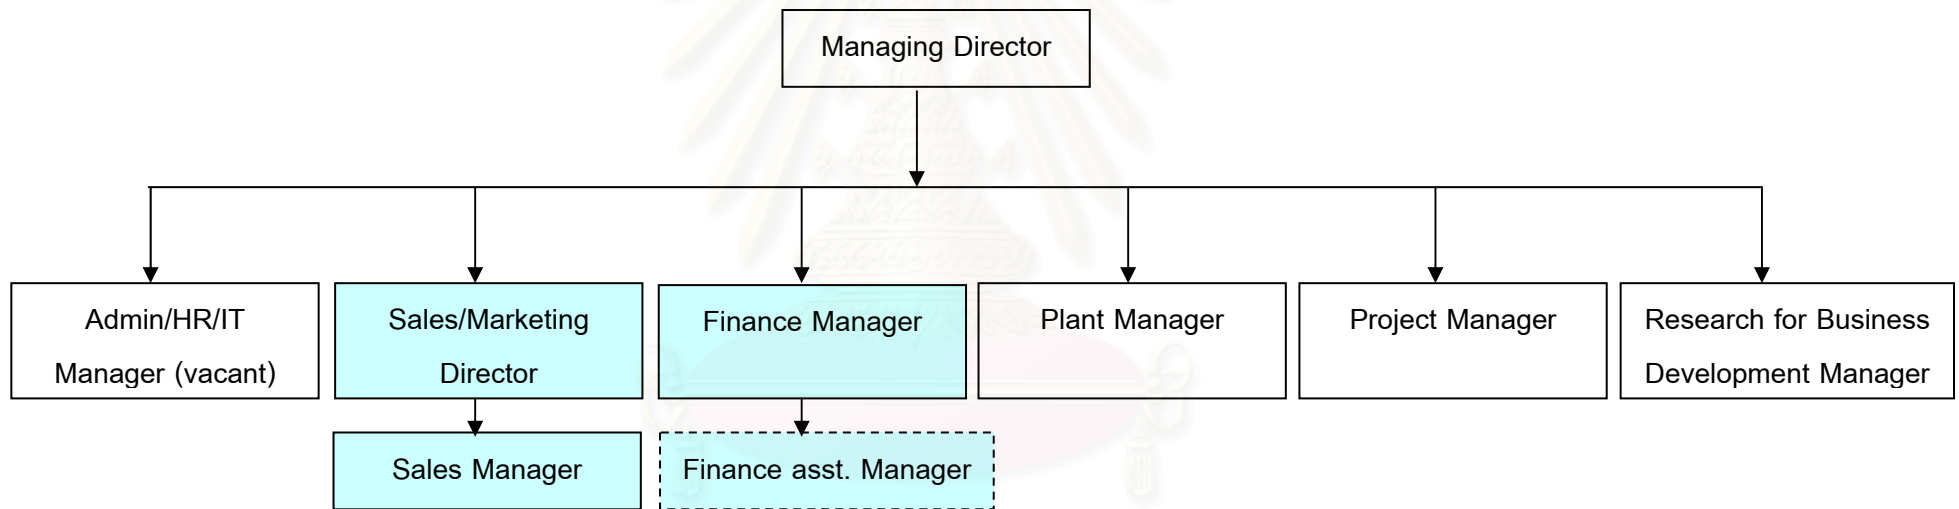 Managing Director
Admin/HR/IT
Manager (vacant)
Sales/Marketing
Director
Finance Manager
Plant Manager
Project Manager
Research for Business
Development Manager
Sales Manager
Finance asst. Manager